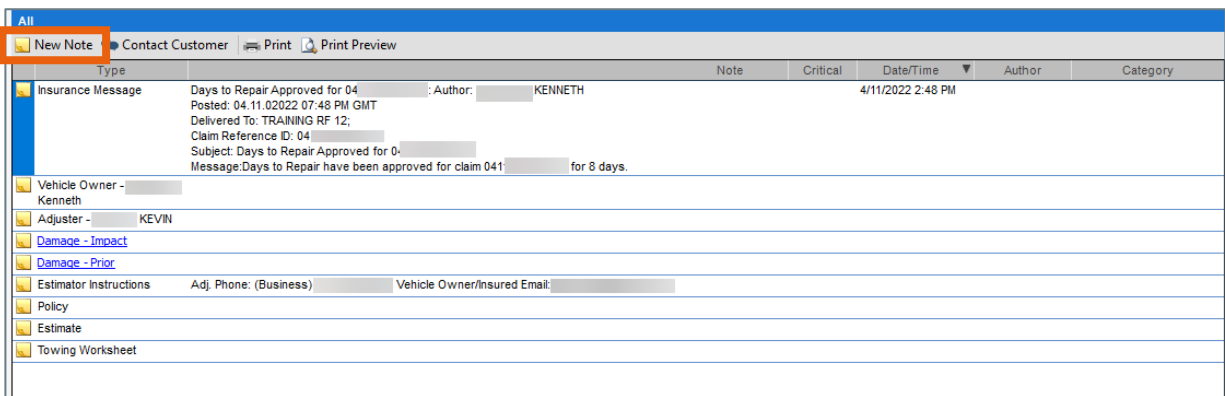 All
New Note Contact Customer Print Print Preview
Type Note Critical Date/Time Author Category
Insurance Message Days to Repair Approved for 04 : Author: KENNETH 4/11/2022 2:48 PM
Posted: 04.11.02022 07:48 PM GMT
Delivered To: TRAINING RF 12;
Claim Reference ID: 04
Subject: Days to Repair Approved for 04
Message:Days to Repair have been approved for claim 041 for 8 days.
Vehicle Owner -
Kenneth
Adjuster - KEVIN
Damage - Impact
Damage - Prior
Estimator Instructions Adj. Phone: (Business) Vehicle Owner/Insured Email:
Policy
Estimate
Towing Worksheet